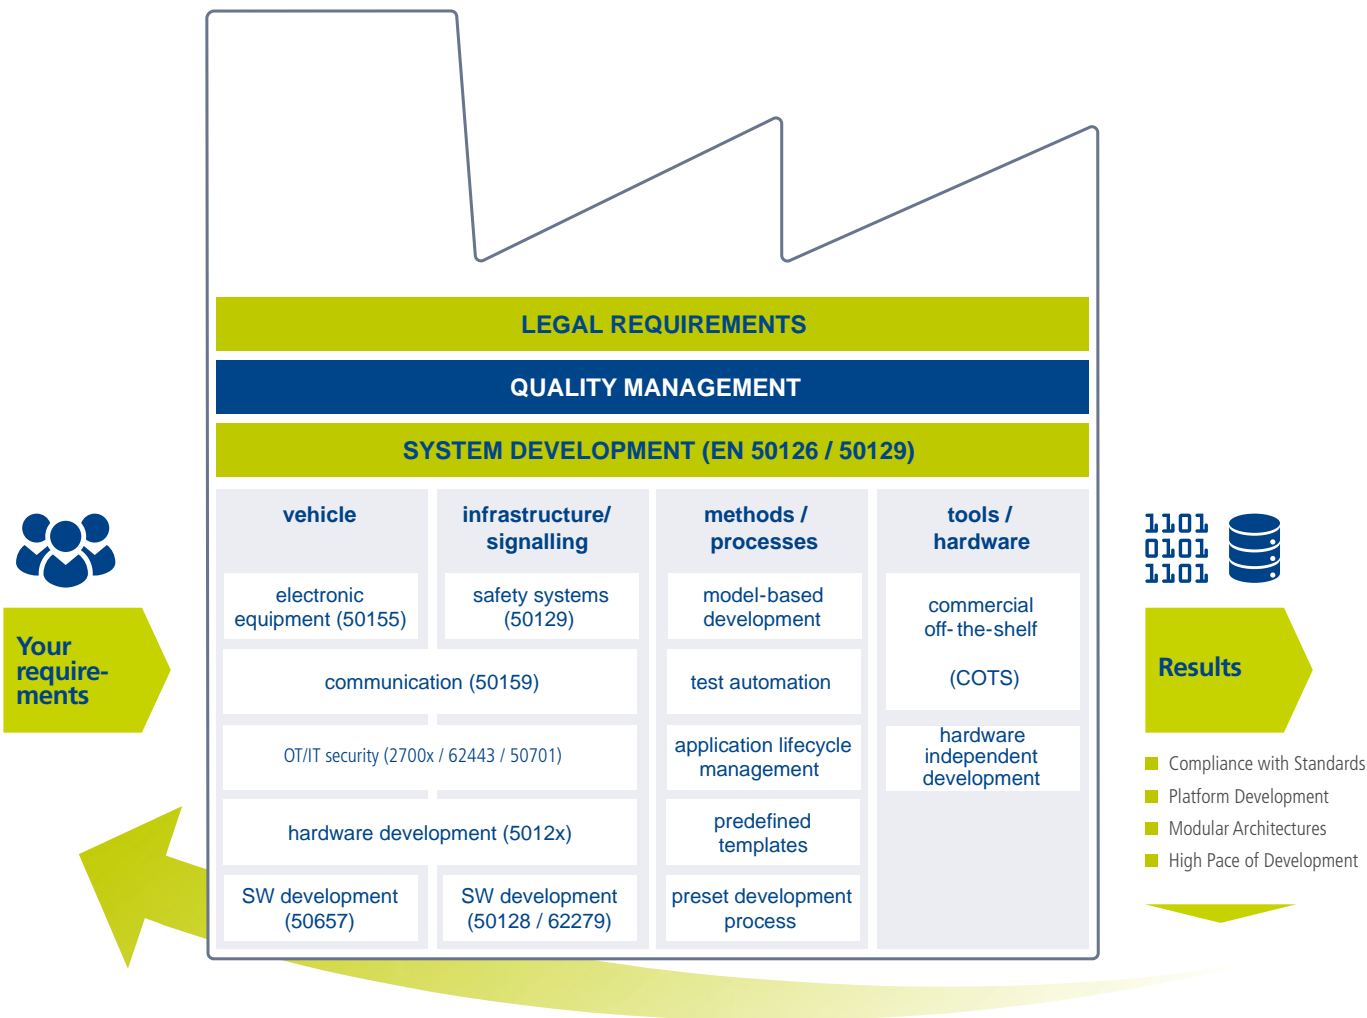 LEGAL REQUIREMENTS
QUALITY MANAGEMENT
SYSTEM DEVELOPMENT (EN 50126 / 50129)
Your
require-
ments
vehicle
electronic
equipment (50155)
infrastructure/
signalling
safety systems
(50129)
communication (50159)
OT/IT security (2700x / 62443 / 50701)
hardware development (5012x)
SW development
(50657)
SW development
(50128 / 62279)
methods /
processes
model-based
development
test automation
application lifecycle
management
predefined
templates
preset development
process
tools /
hardware
commercial
off-the-shelf
(COTS)
hardware
independent
development
1101
0101
1101
Results
Compliance with Standards
Platform Development
Modular Architectures
High Pace of Development